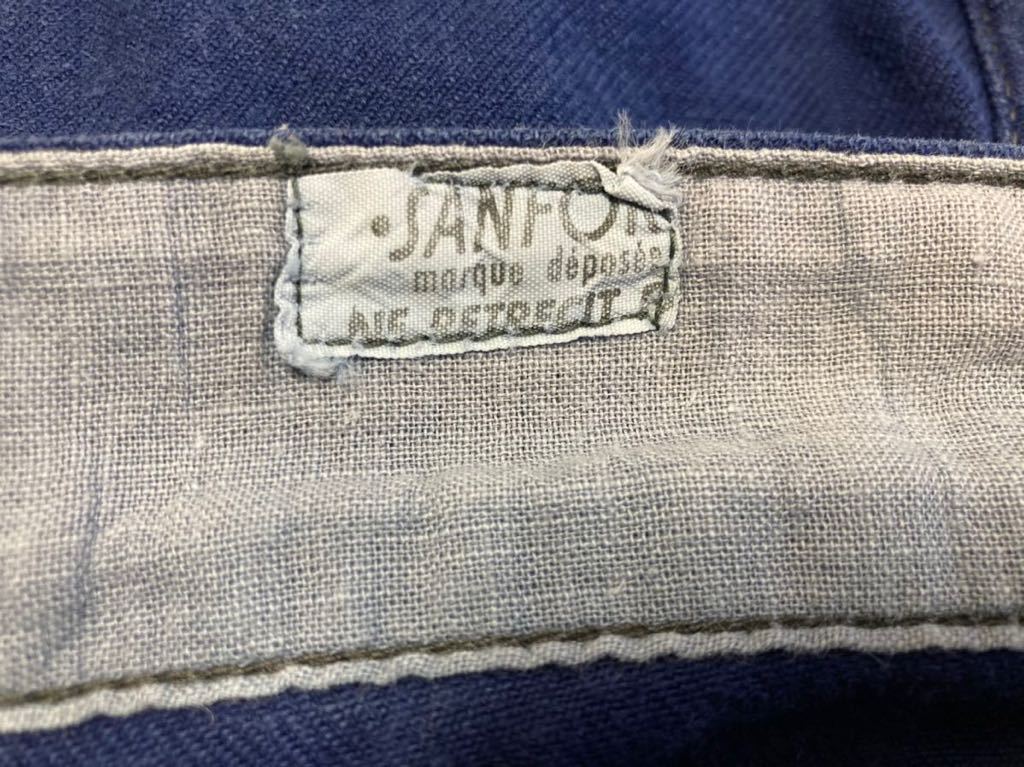 •SANFOR
marque déposée
NE RETRECIT P